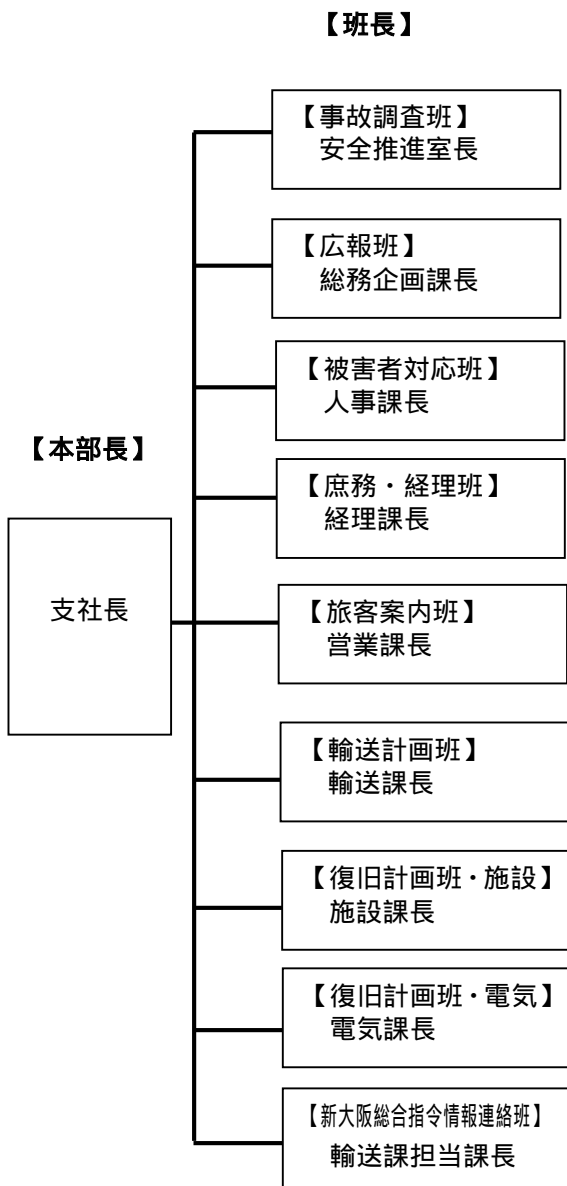 【班長】
【事故調査班】
安全推進室長
【広報班】
総務企画課長
【被害者対応班】
人事課長
【本部長】
【庶務・経理班】
経理課長
支社長
【旅客案内班】
営業課長
【輸送計画班】
輸送課長
【復旧計画班・施設】
施設課長
【復旧計画班・電気】
電気課長
【新大阪総合指令情報連絡班】
輸送課担当課長